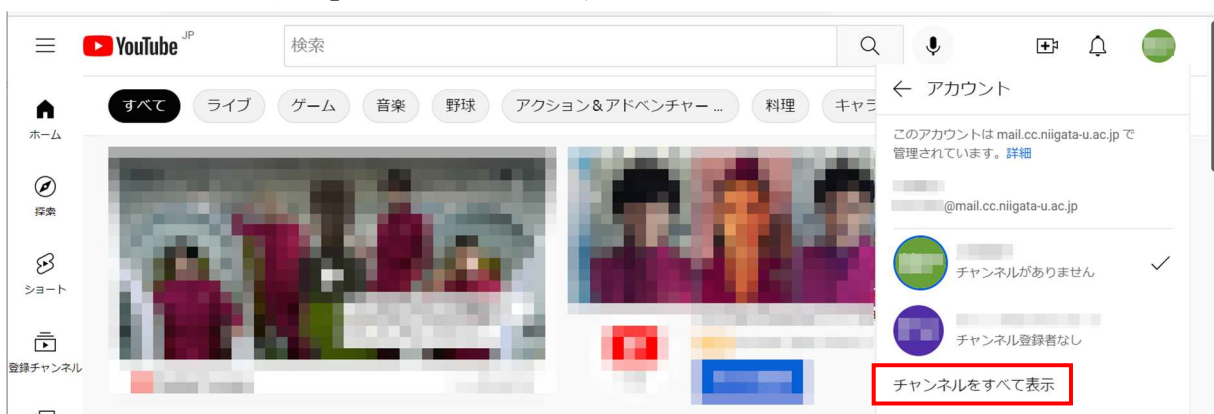 YouTube JP
検索
すべて
ライブ
ゲーム
音楽
野球
アクション＆アドベンチャー ...
料理
キャラ
ホーム
探索
ショート
登録チャンネル
アカウント
このアカウントは mail.cc.niigata-u.ac.jp で
管理されています。詳細
@mail.cc.niigata-u.ac.jp
チャンネルがありません
チャンネル登録者なし
チャンネルをすべて表示